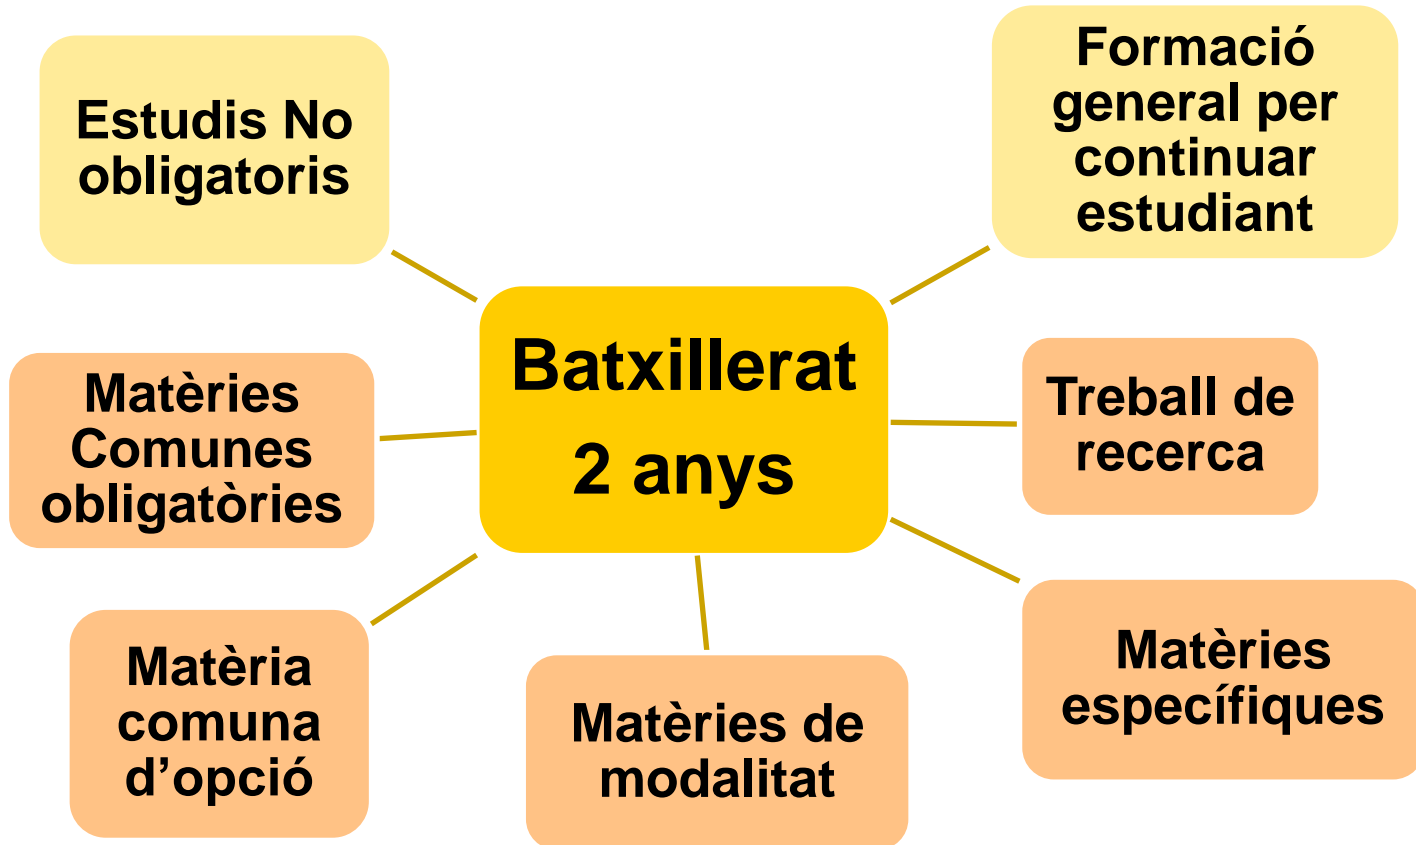 Estudis No
obligatoris
Formació
general per
continuar
estudiant
Batxillerat
2 anys
Matèries
Comunes
obligatòries
Treball de
recerca
Matèria
comuna
d’opció
Matèries de
modalitat
Matèries
específiques